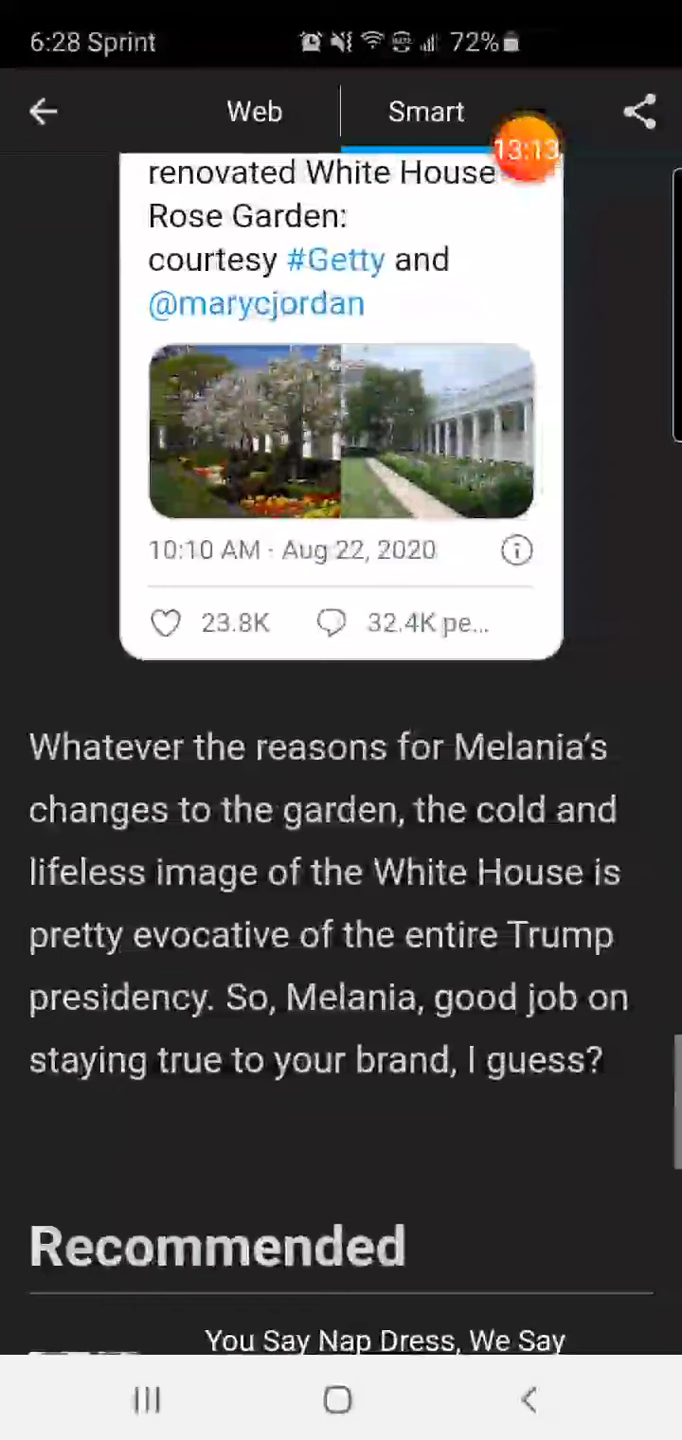 6:28 Sprint 72%
Web Smart
13:13
renovated White House
Rose Garden:
courtesy #Getty and
@marycjordan
10:10 AM · Aug 22, 2020
23.8K 32.4K pe...
Whatever the reasons for Melania's
changes to the garden, the cold and
lifeless image of the White House is
pretty evocative of the entire Trump
presidency. So, Melania, good job on
staying true to your brand, I guess?
Recommended
You Say Nap Dress, We Say